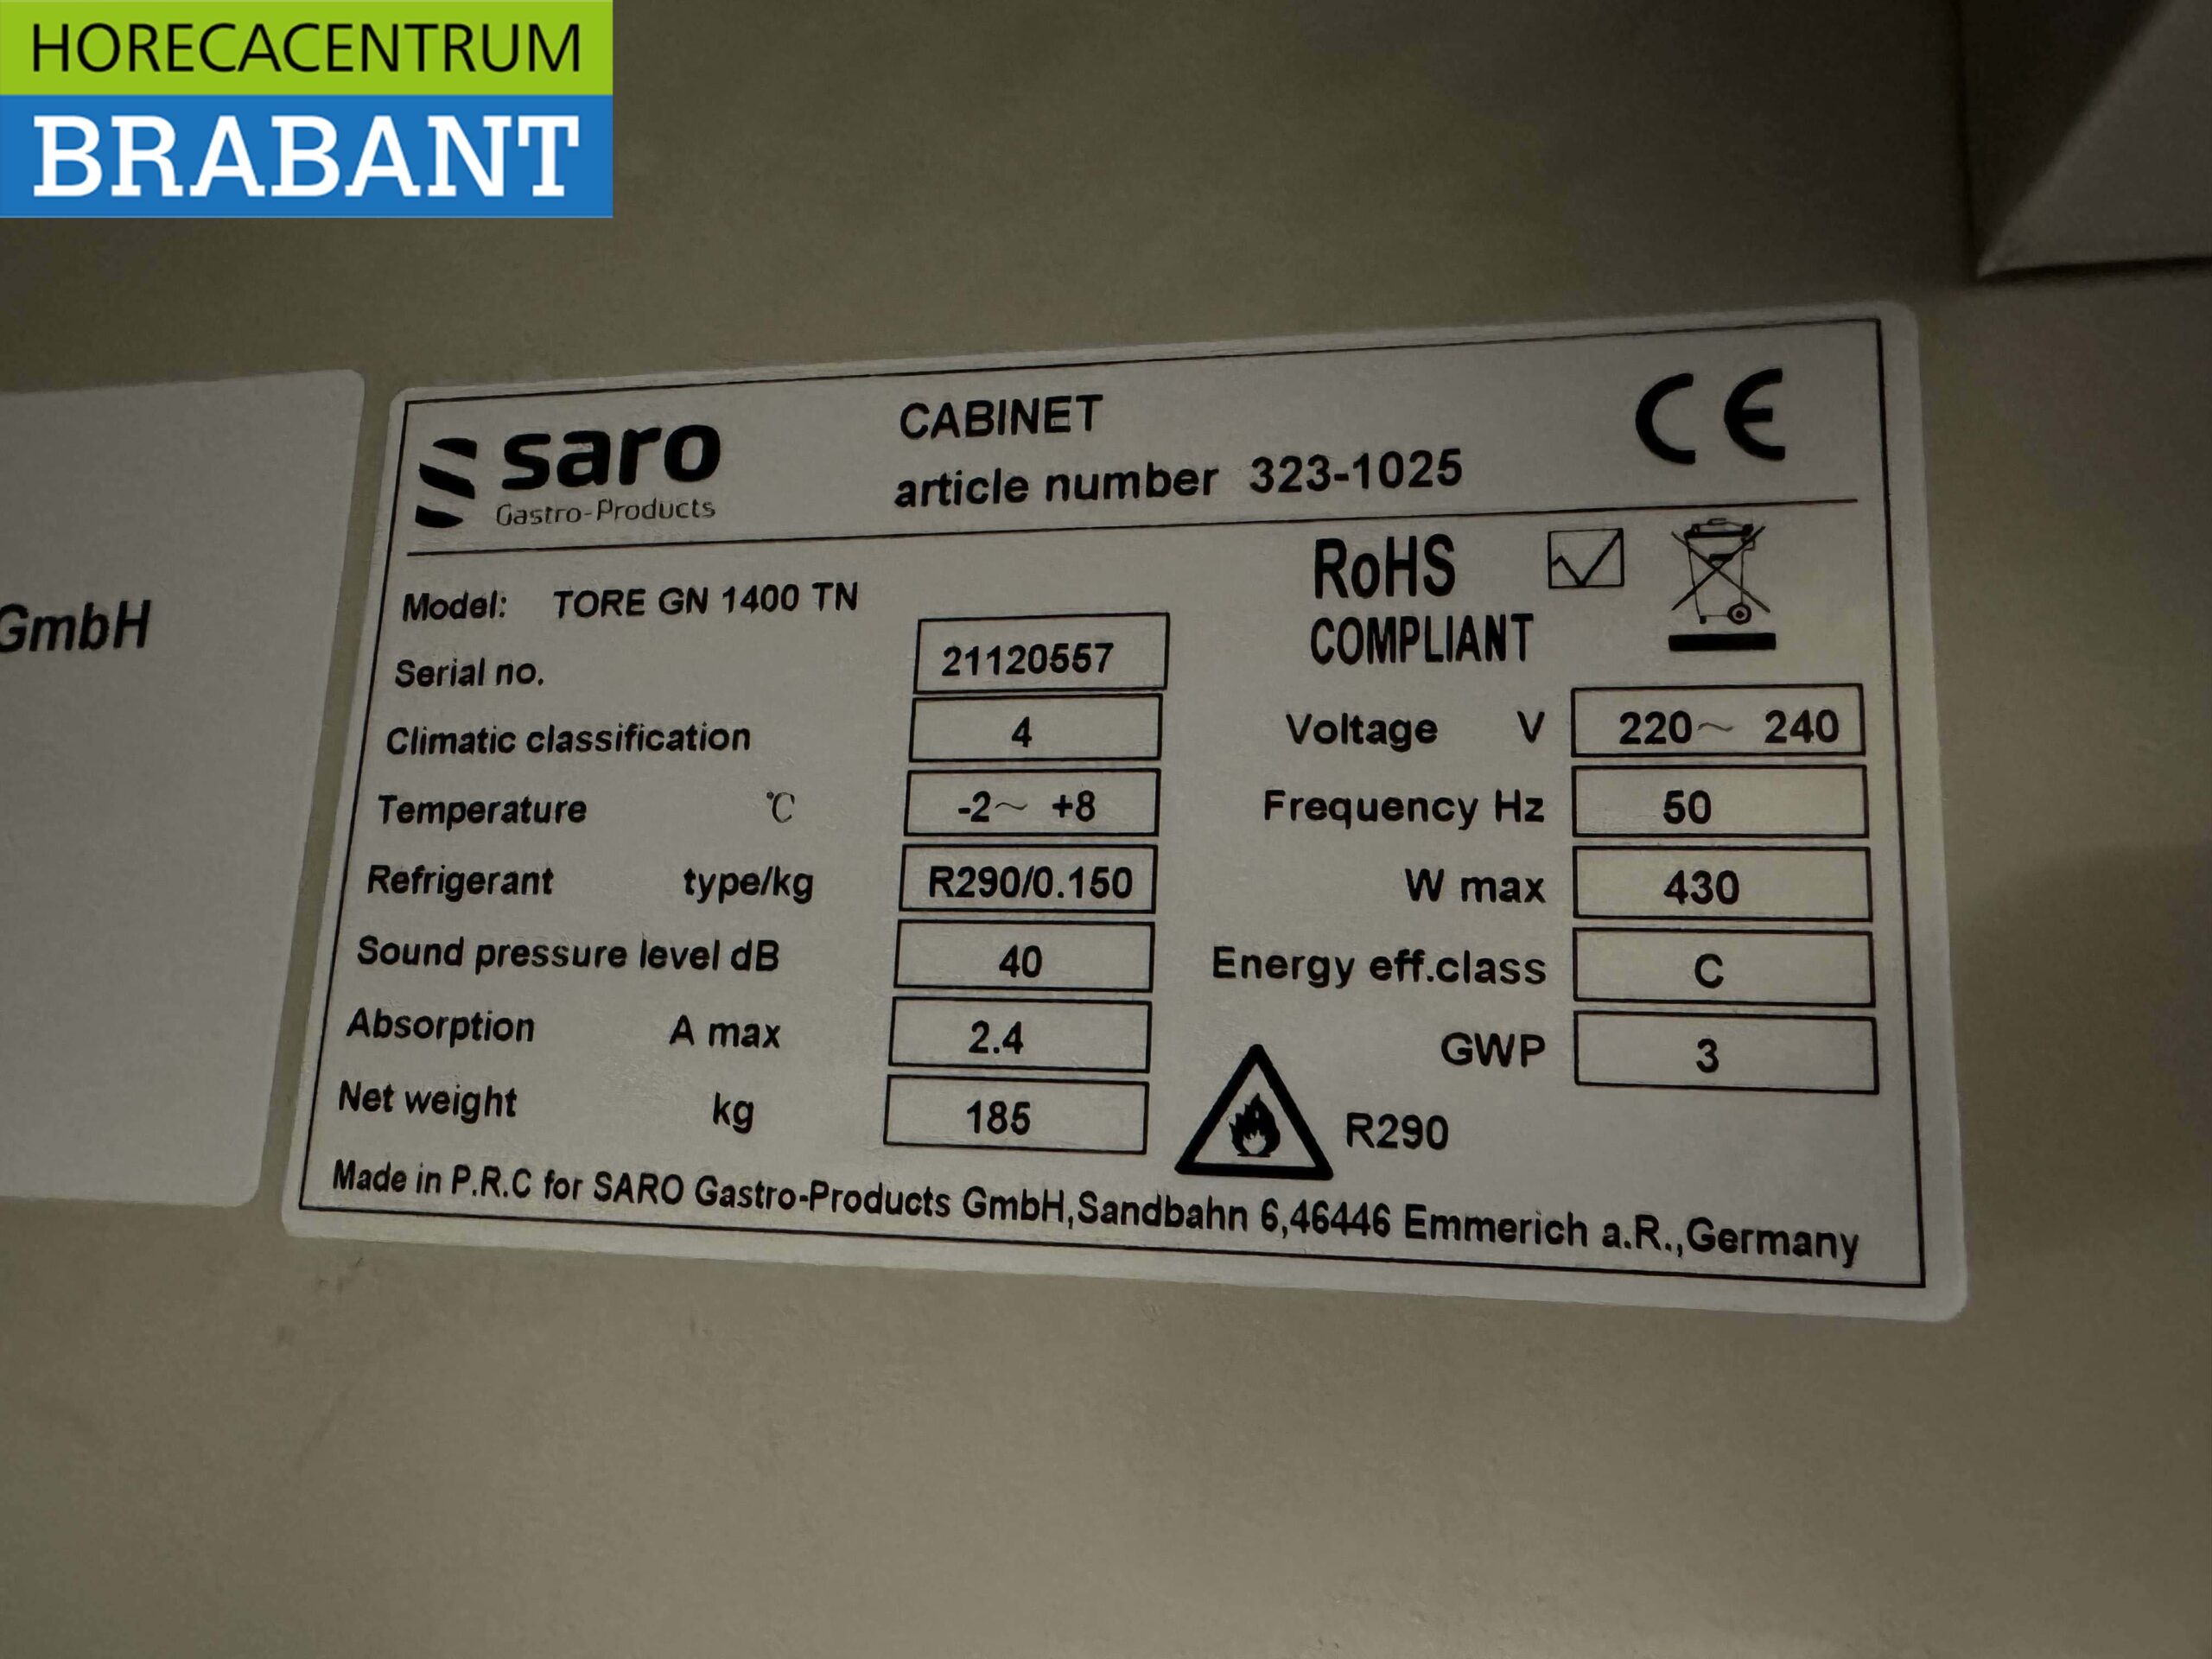 HORECACENTRUM
BRABANT
GmbH
saro
Gastro-Products
CABINET
article number 323-1025
CE
Model: TORE GN 1400 TN
RoHS
COMPLIANT
Serial no. 21120557
Climatic classification 4
Temperature ℃ -2~ +8
Refrigerant type/kg R290/0.150
Sound pressure level dB 40
Absorption A max 2.4
Net weight kg 185
Voltage V 220~ 240
Frequency Hz 50
W max 430
Energy eff.class C
GWP 3
R290
Made in P.R.C for SARO Gastro-Products GmbH,Sandbahn 6,46446 Emmerich a.R.,Germany